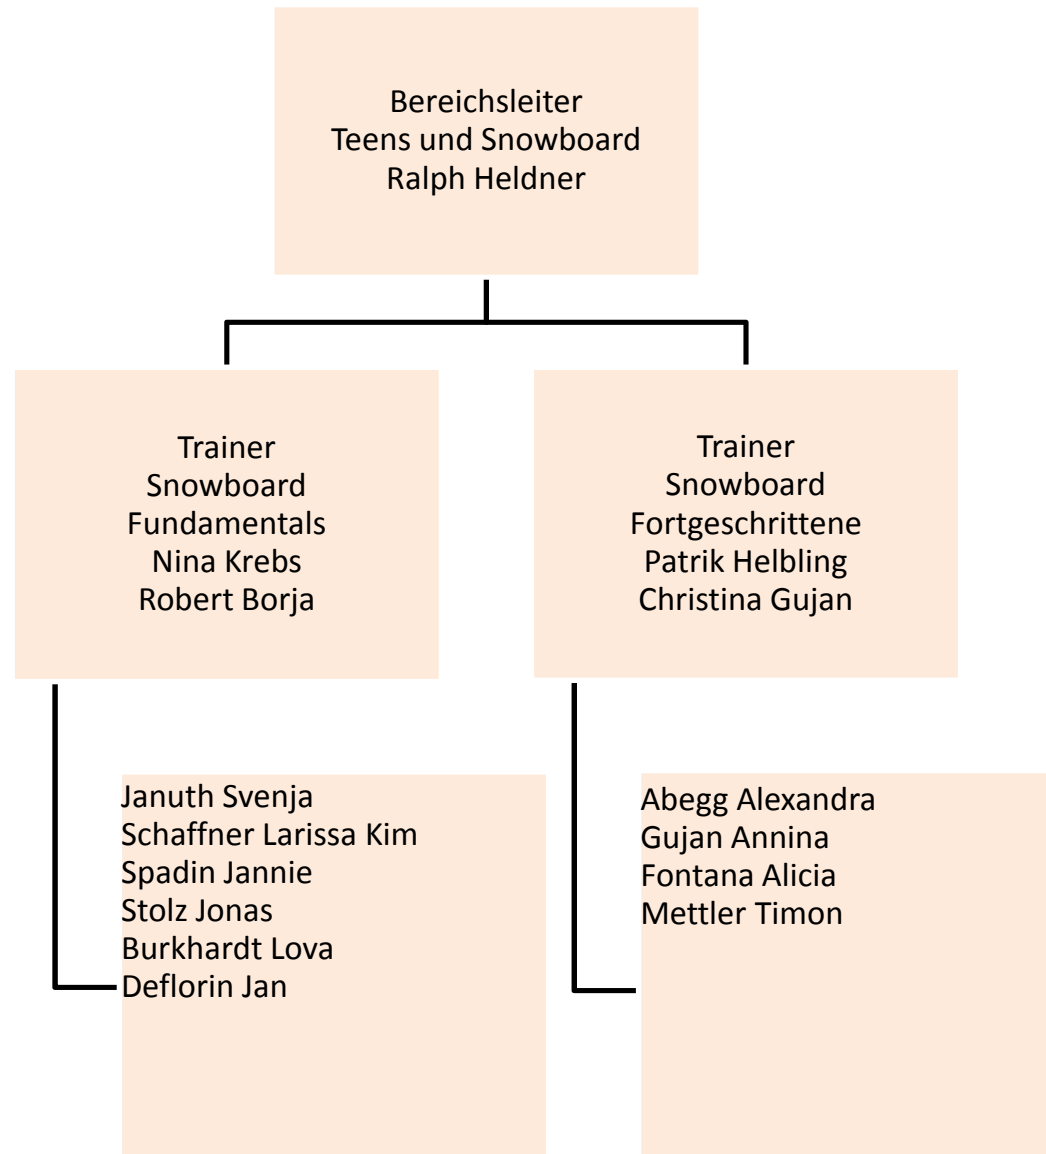 Bereichsleiter
Teens und Snowboard
Ralph Heldner
Trainer
Snowboard
Fundamentals
Nina Krebs
Robert Borja
Trainer
Snowboard
Fortgeschrittene
Patrik Helbling
Christina Gujan
Januth Svenja
Schaffner Larissa Kim
Spadin Jannie
Stolz Jonas
Burkhardt Lova
Deflorin Jan
Abegg Alexandra
Gujan Annina
Fontana Alicia
Mettler Timon